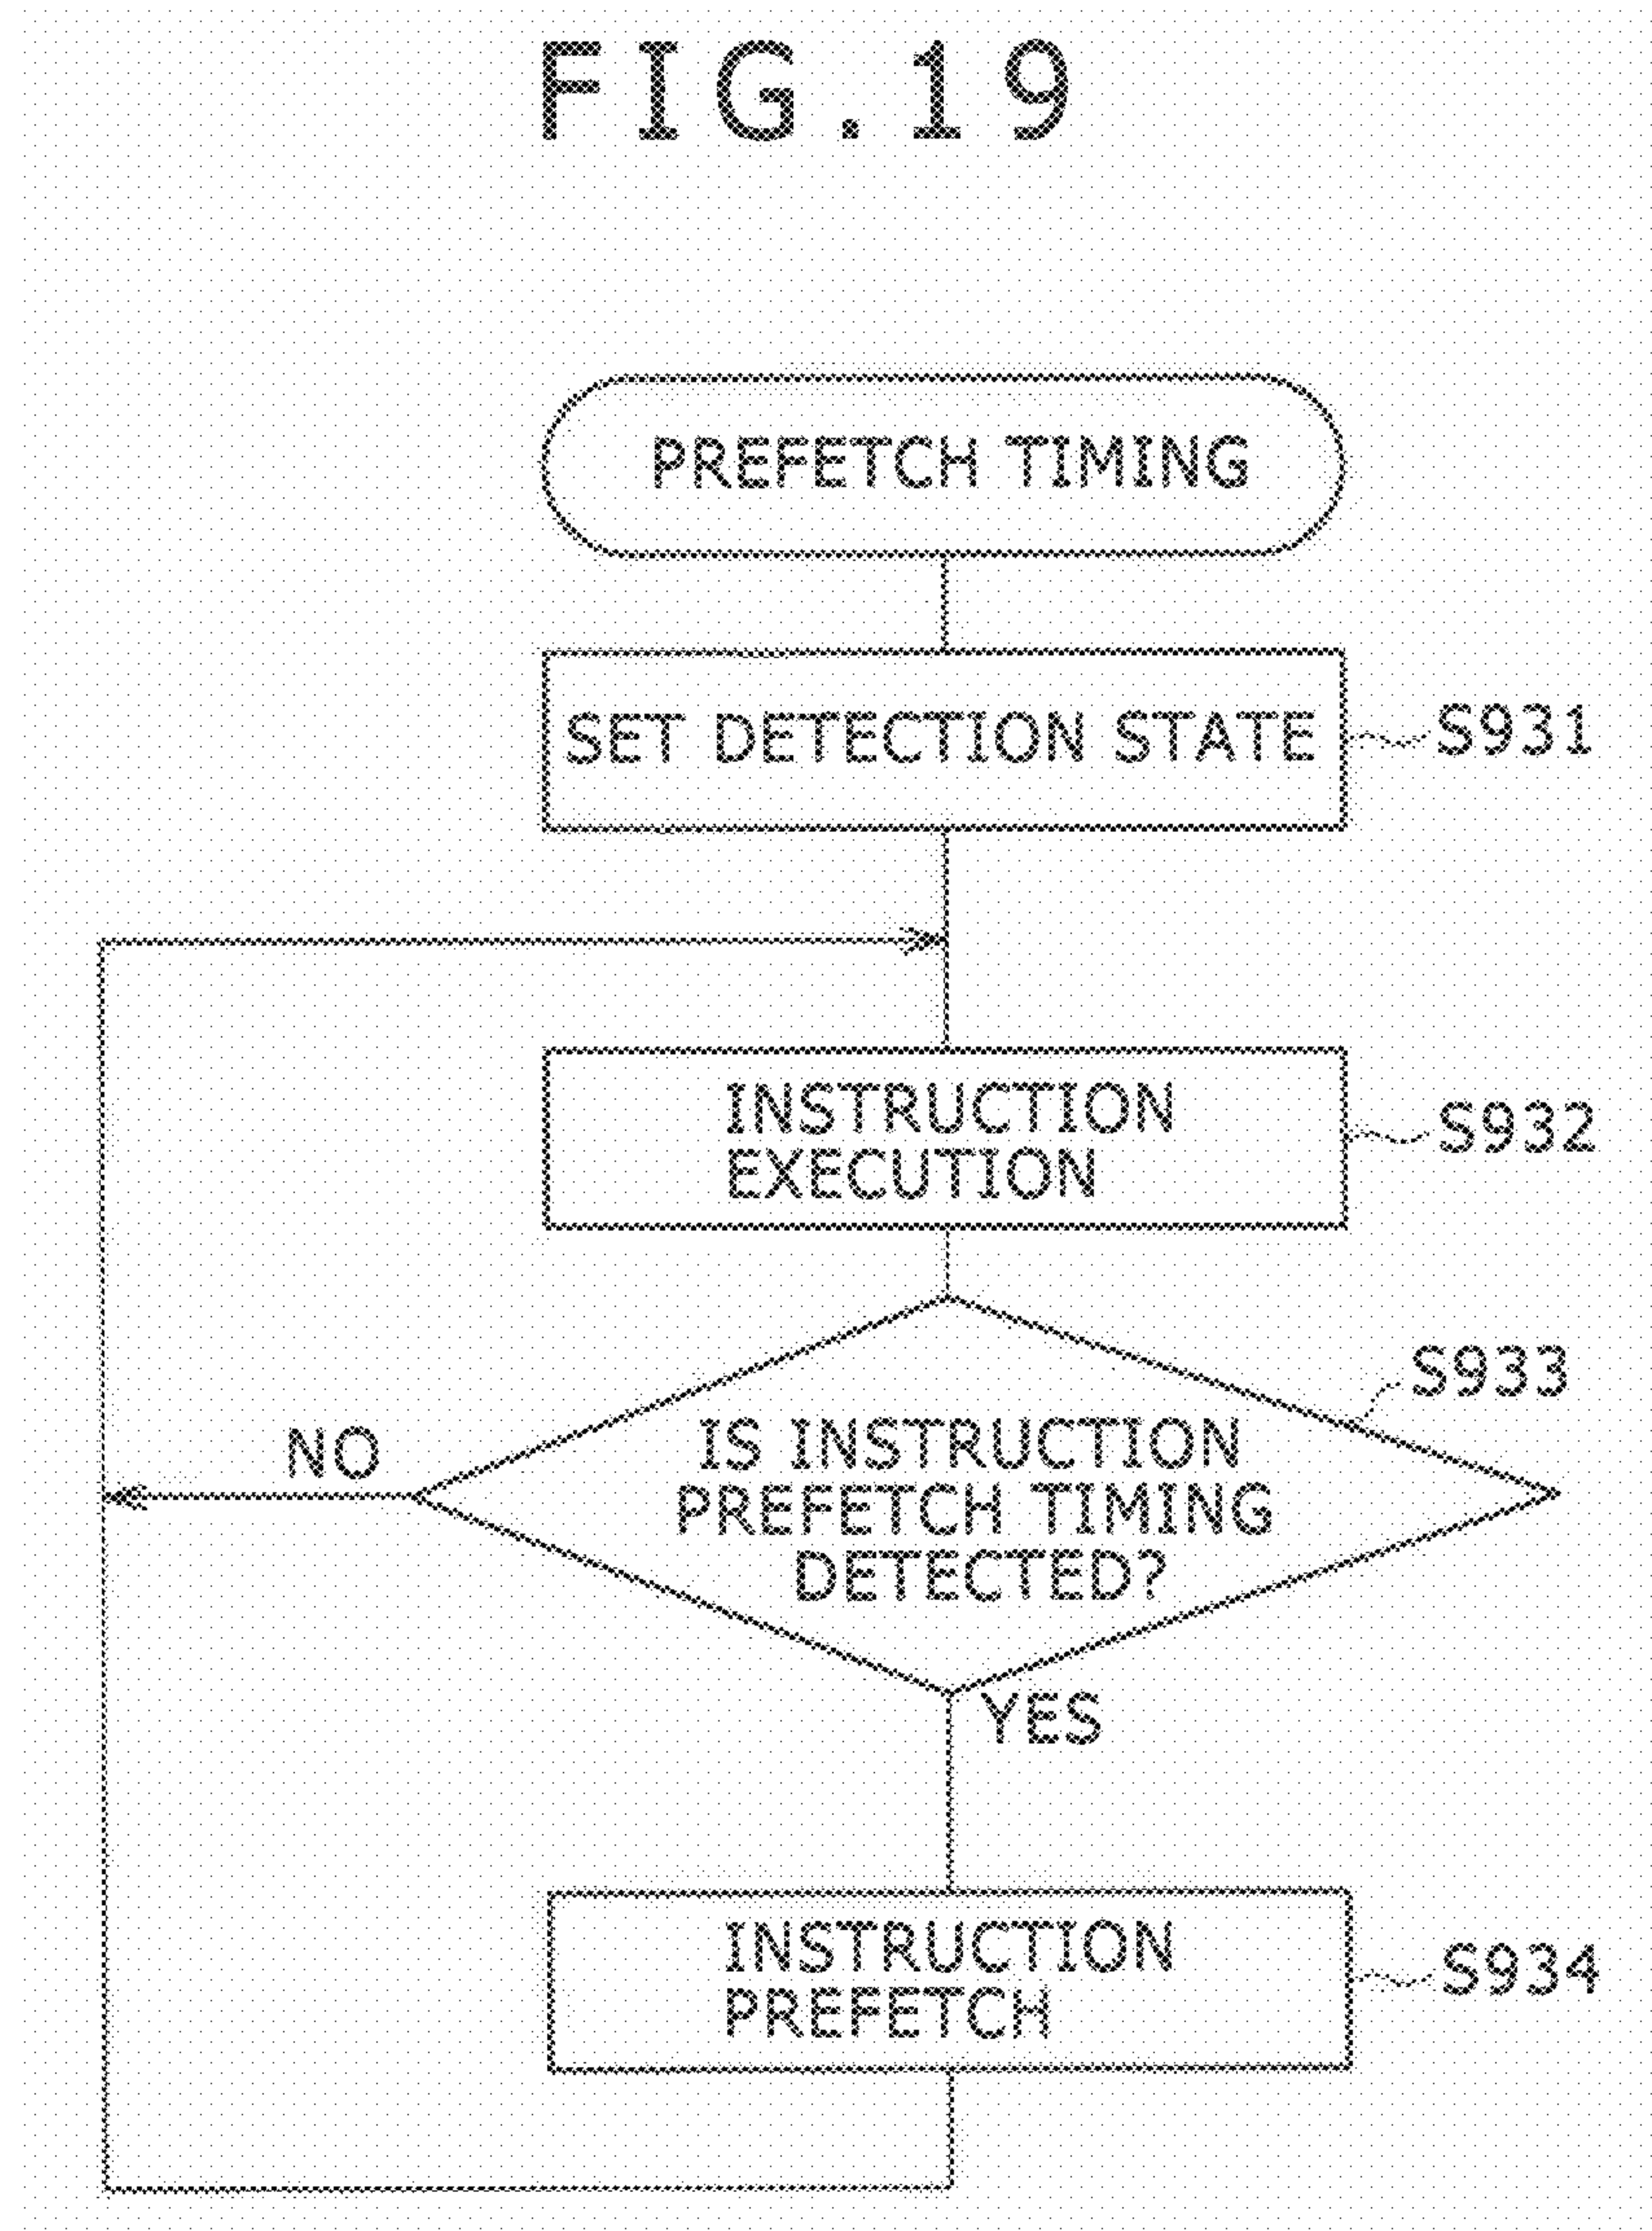 FIG.19
PREFETCH TIMING
SET DETECTION STATE
S931
INSTRUCTION
EXECUTION
S932
S933
IS INSTRUCTION
PREFETCH TIMING
DETECTED?
NO
YES
INSTRUCTION
PREFETCH
S934